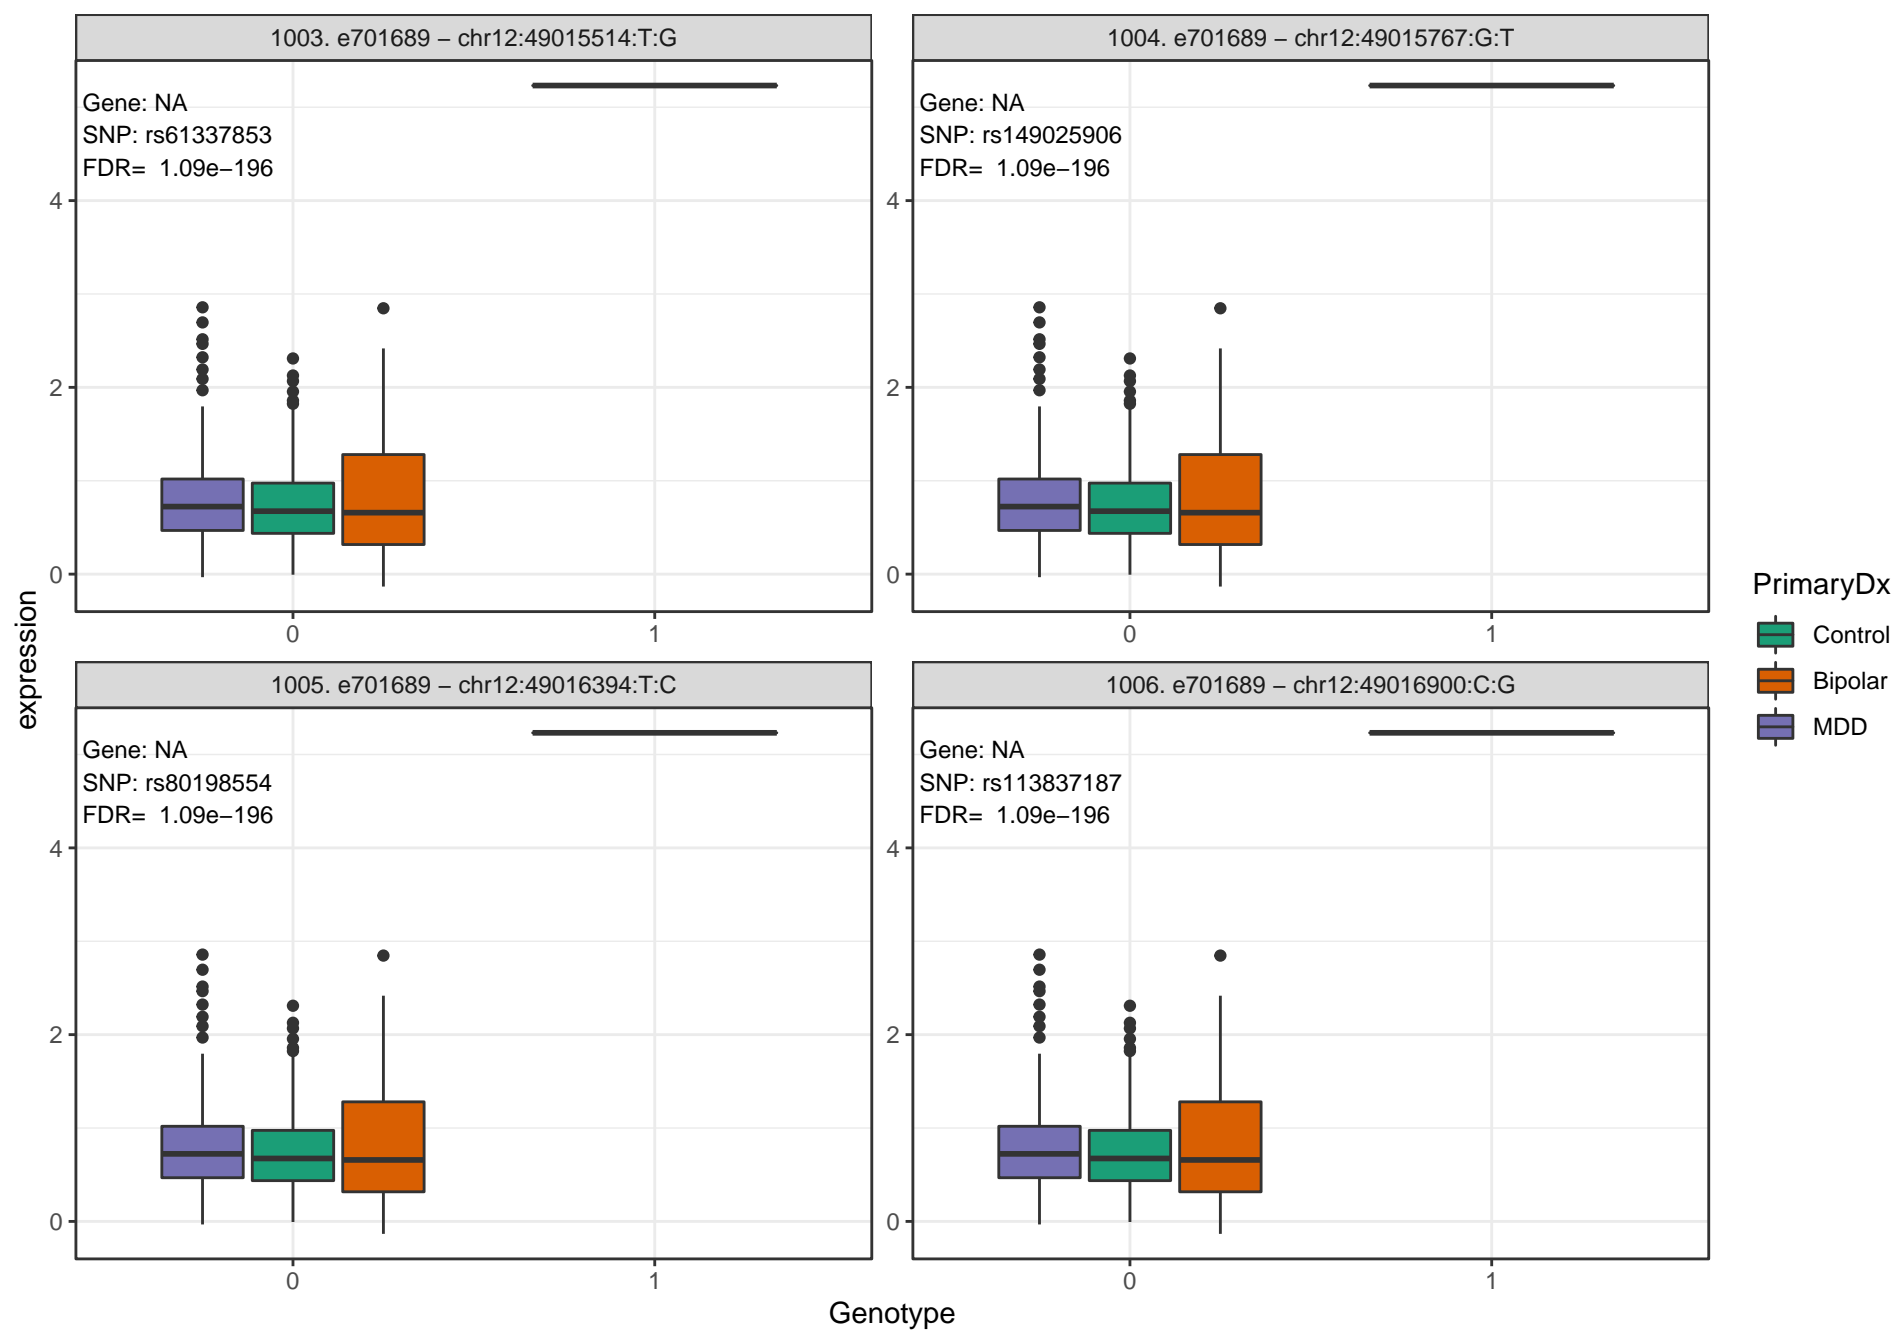 1003. e701689 – chr12:49015514:T:G
Gene: NA
SNP: rs61337853
FDR=  1.09e−196
4
2
0
0
1
1004. e701689 – chr12:49015767:G:T
Gene: NA
SNP: rs149025906
FDR=  1.09e−196
4
2
0
0
1
1005. e701689 – chr12:49016394:T:C
Gene: NA
SNP: rs80198554
FDR=  1.09e−196
4
2
0
0
1
1006. e701689 – chr12:49016900:C:G
Gene: NA
SNP: rs113837187
FDR=  1.09e−196
4
2
0
0
1
expression
Genotype
PrimaryDx
Control
Bipolar
MDD